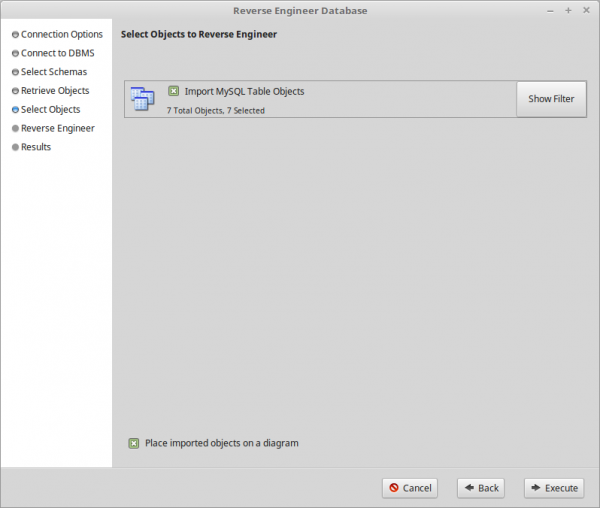 Reverse Engineer Database
Connection Options
Connect to DBMS
Select Schemas
Retrieve Objects
Select Objects
Reverse Engineer
Results
Select Objects to Reverse Engineer
Import MySQL Table Objects
7 Total Objects, 7 Selected
Show Filter
Place imported objects on a diagram
Cancel
Back
Execute